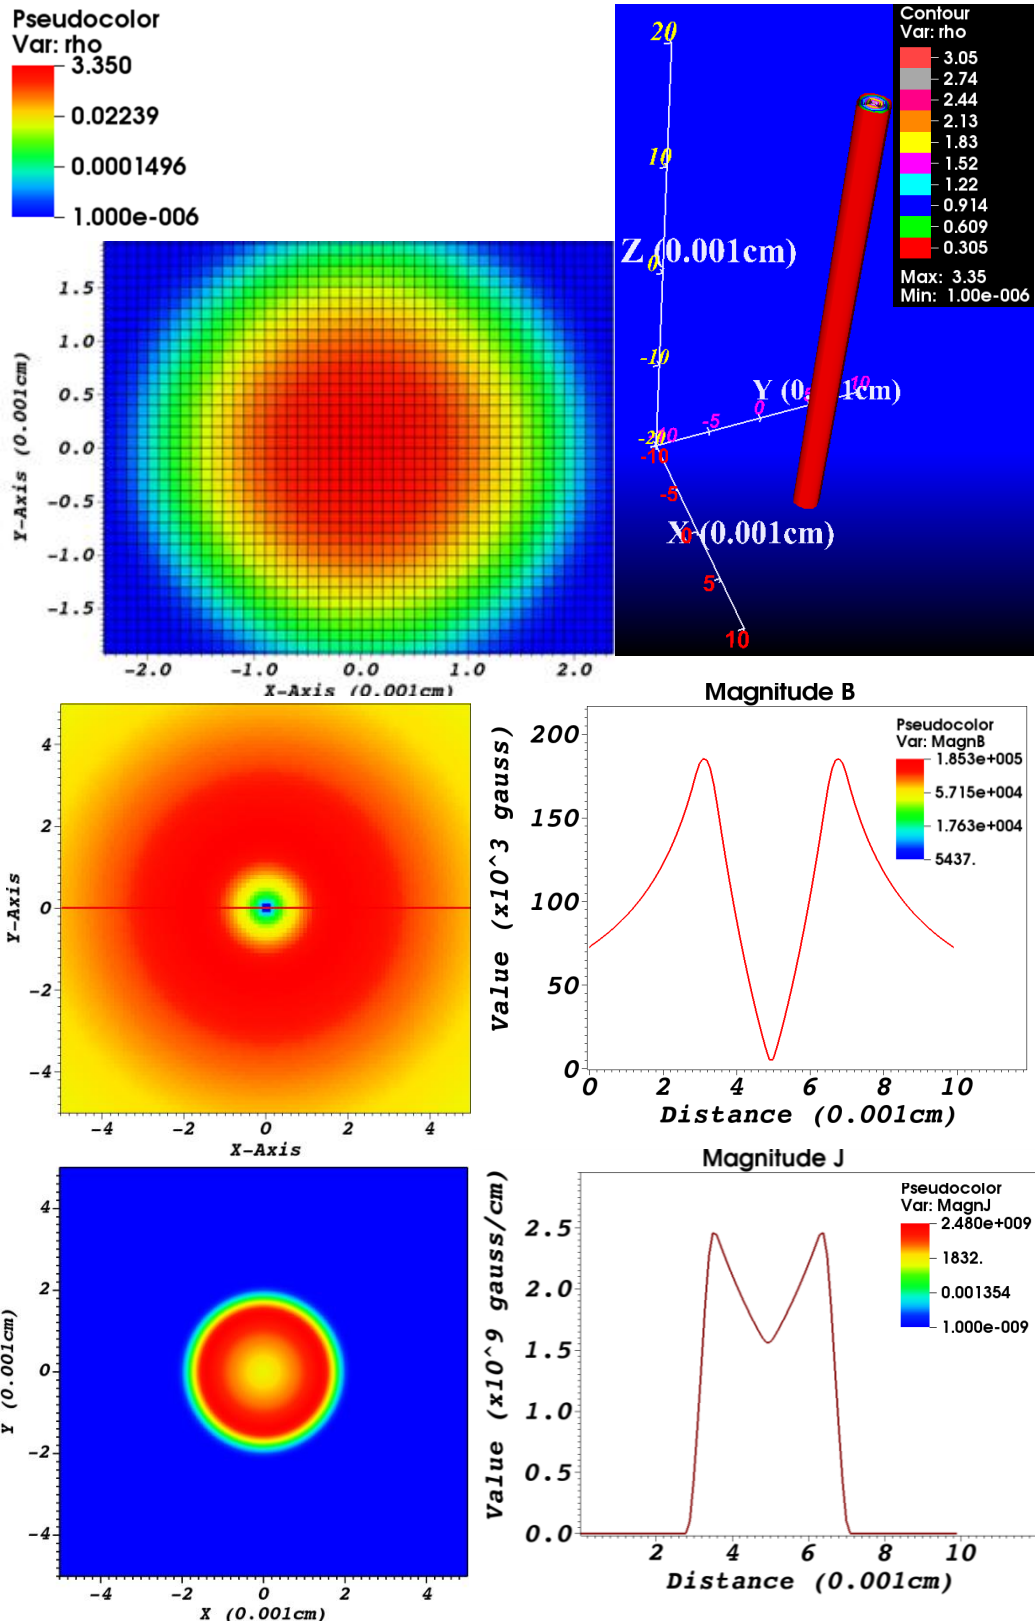 Pseudocolor
Var: rho
3.350
0.02239
0.0001496
1.000e-006
Y-Axis (0.001cm)
1.5
1.0
0.5
0.0
-0.5
-1.0
-1.5
-2.0 -1.0 0.0 1.0 2.0
X-Axis (0.001cm)
Contour
Var: rho
3.05
2.74
2.44
2.13
1.83
1.52
1.22
0.914
0.609
0.305
Max: 3.35
Min: 1.00e-006
20
10
Z (0.001cm)
0
-10
-20
Y (0.001cm)
-10 -5 0 5 10
X (0.001cm)
-10
-5
0
5
10
Y-Axis
4
2
0
-2
-4
-4 -2 0 2 4
X-Axis
Magnitude B
Value (x10^3 gauss)
200
150
100
50
0
0 2 4 6 8 10
Distance (0.001cm)
Pseudocolor
Var: MagnB
1.853e+005
5.715e+004
1.763e+004
5437.
Y (0.001cm)
4
2
0
-2
-4
-4 -2 0 2 4
X (0.001cm)
Magnitude J
Value (x10^9 gauss/cm)
2.5
2.0
1.5
1.0
0.5
0.0
2 4 6 8 10
Distance (0.001cm)
Pseudocolor
Var: MagnJ
2.480e+009
1832.
0.001354
1.000e-009